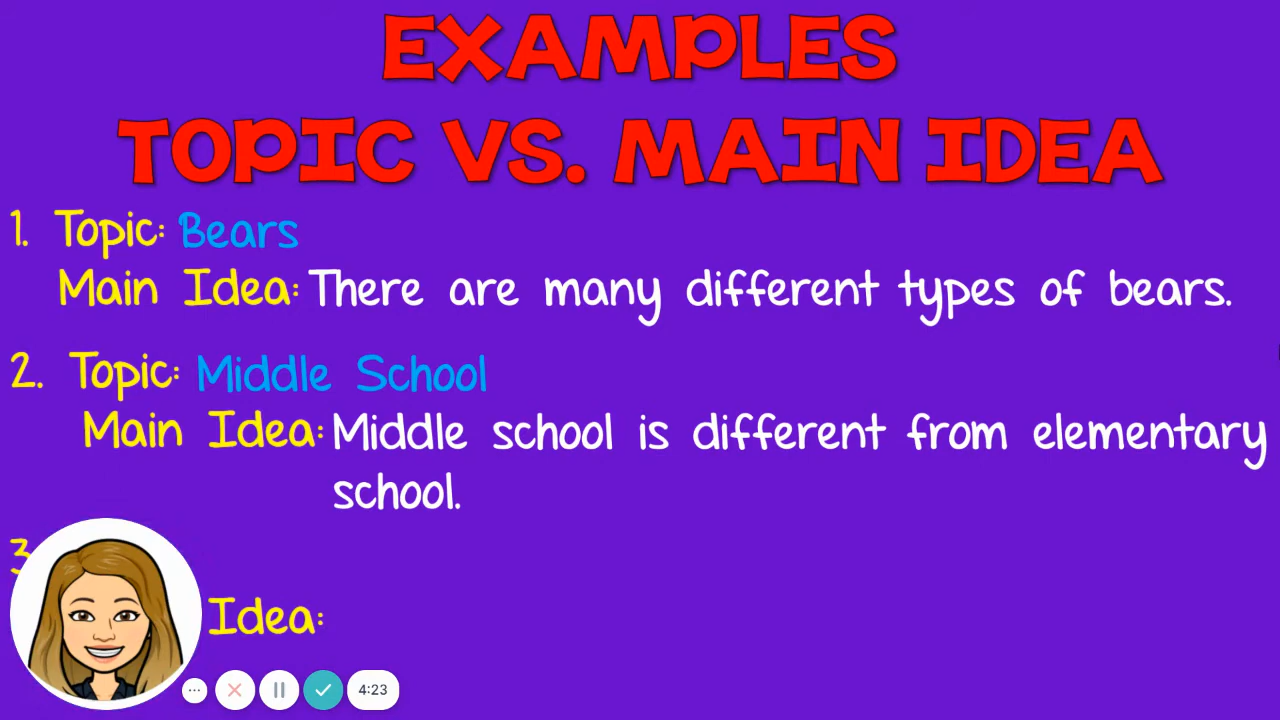 EXAMPLES
TOPIC VS. MAIN IDEA
1. Topic: Bears
Main Idea: There are many different types of bears.
2. Topic: Middle School
Main Idea: Middle school is different from elementary
school.
3
Idea:
4:23